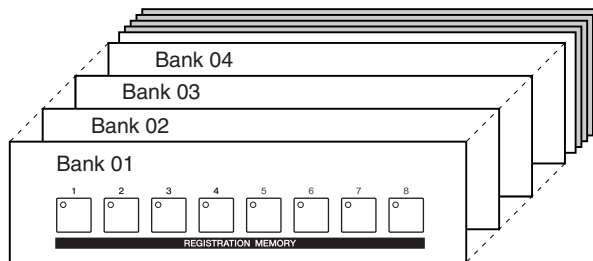 Bank 04
Bank 03
Bank 02
Bank 01
1 2 3 4 5 6 7 8
REGISTRATION MEMORY